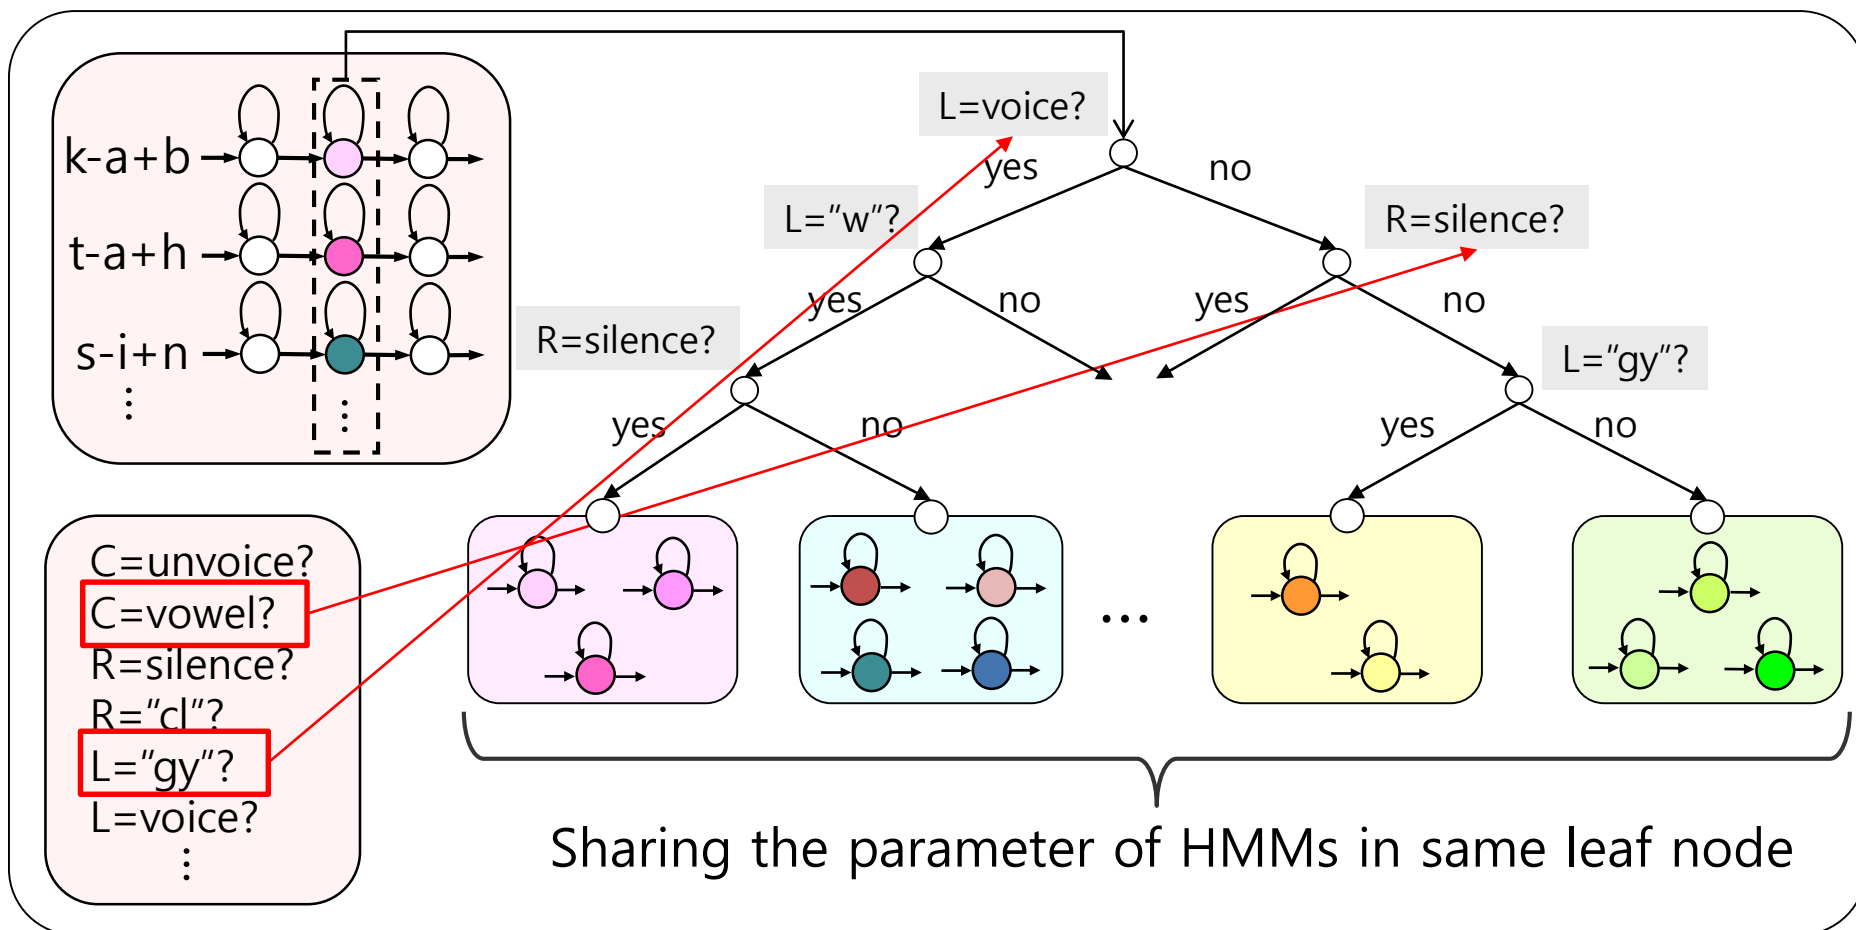 k-a+b
t-a+h
s-i+n
⋮
⋮
C=unvoice?
C=vowel?
R=silence?
R="cl"?
L="gy"?
L=voice?
⋮
L=voice?
yes
no
L="w"?
R=silence?
yes
no
yes
no
R=silence?
L="gy"?
yes
no
yes
no
...
Sharing the parameter of HMMs in same leaf node